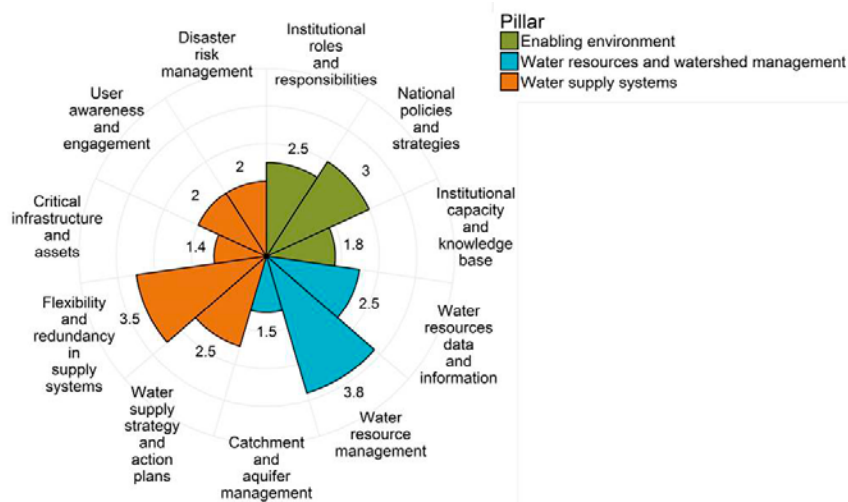 Pillar
Enabling environment
Water resources and watershed management
Water supply systems
Institutional
roles
and
responsibilities
National
policies
and
strategies
Institutional
capacity
and
knowledge
base
Water
resources
data
and
information
Water
resource
management
Catchment
and
aquifer
management
Water
supply
strategy
and
action
plans
Flexibility
and
redundancy
in
supply
systems
Critical
infrastructure
and
assets
User
awareness
and
engagement
Disaster
risk
management
2.5
3
1.8
2.5
3.8
1.5
2.5
3.5
1.4
2
2